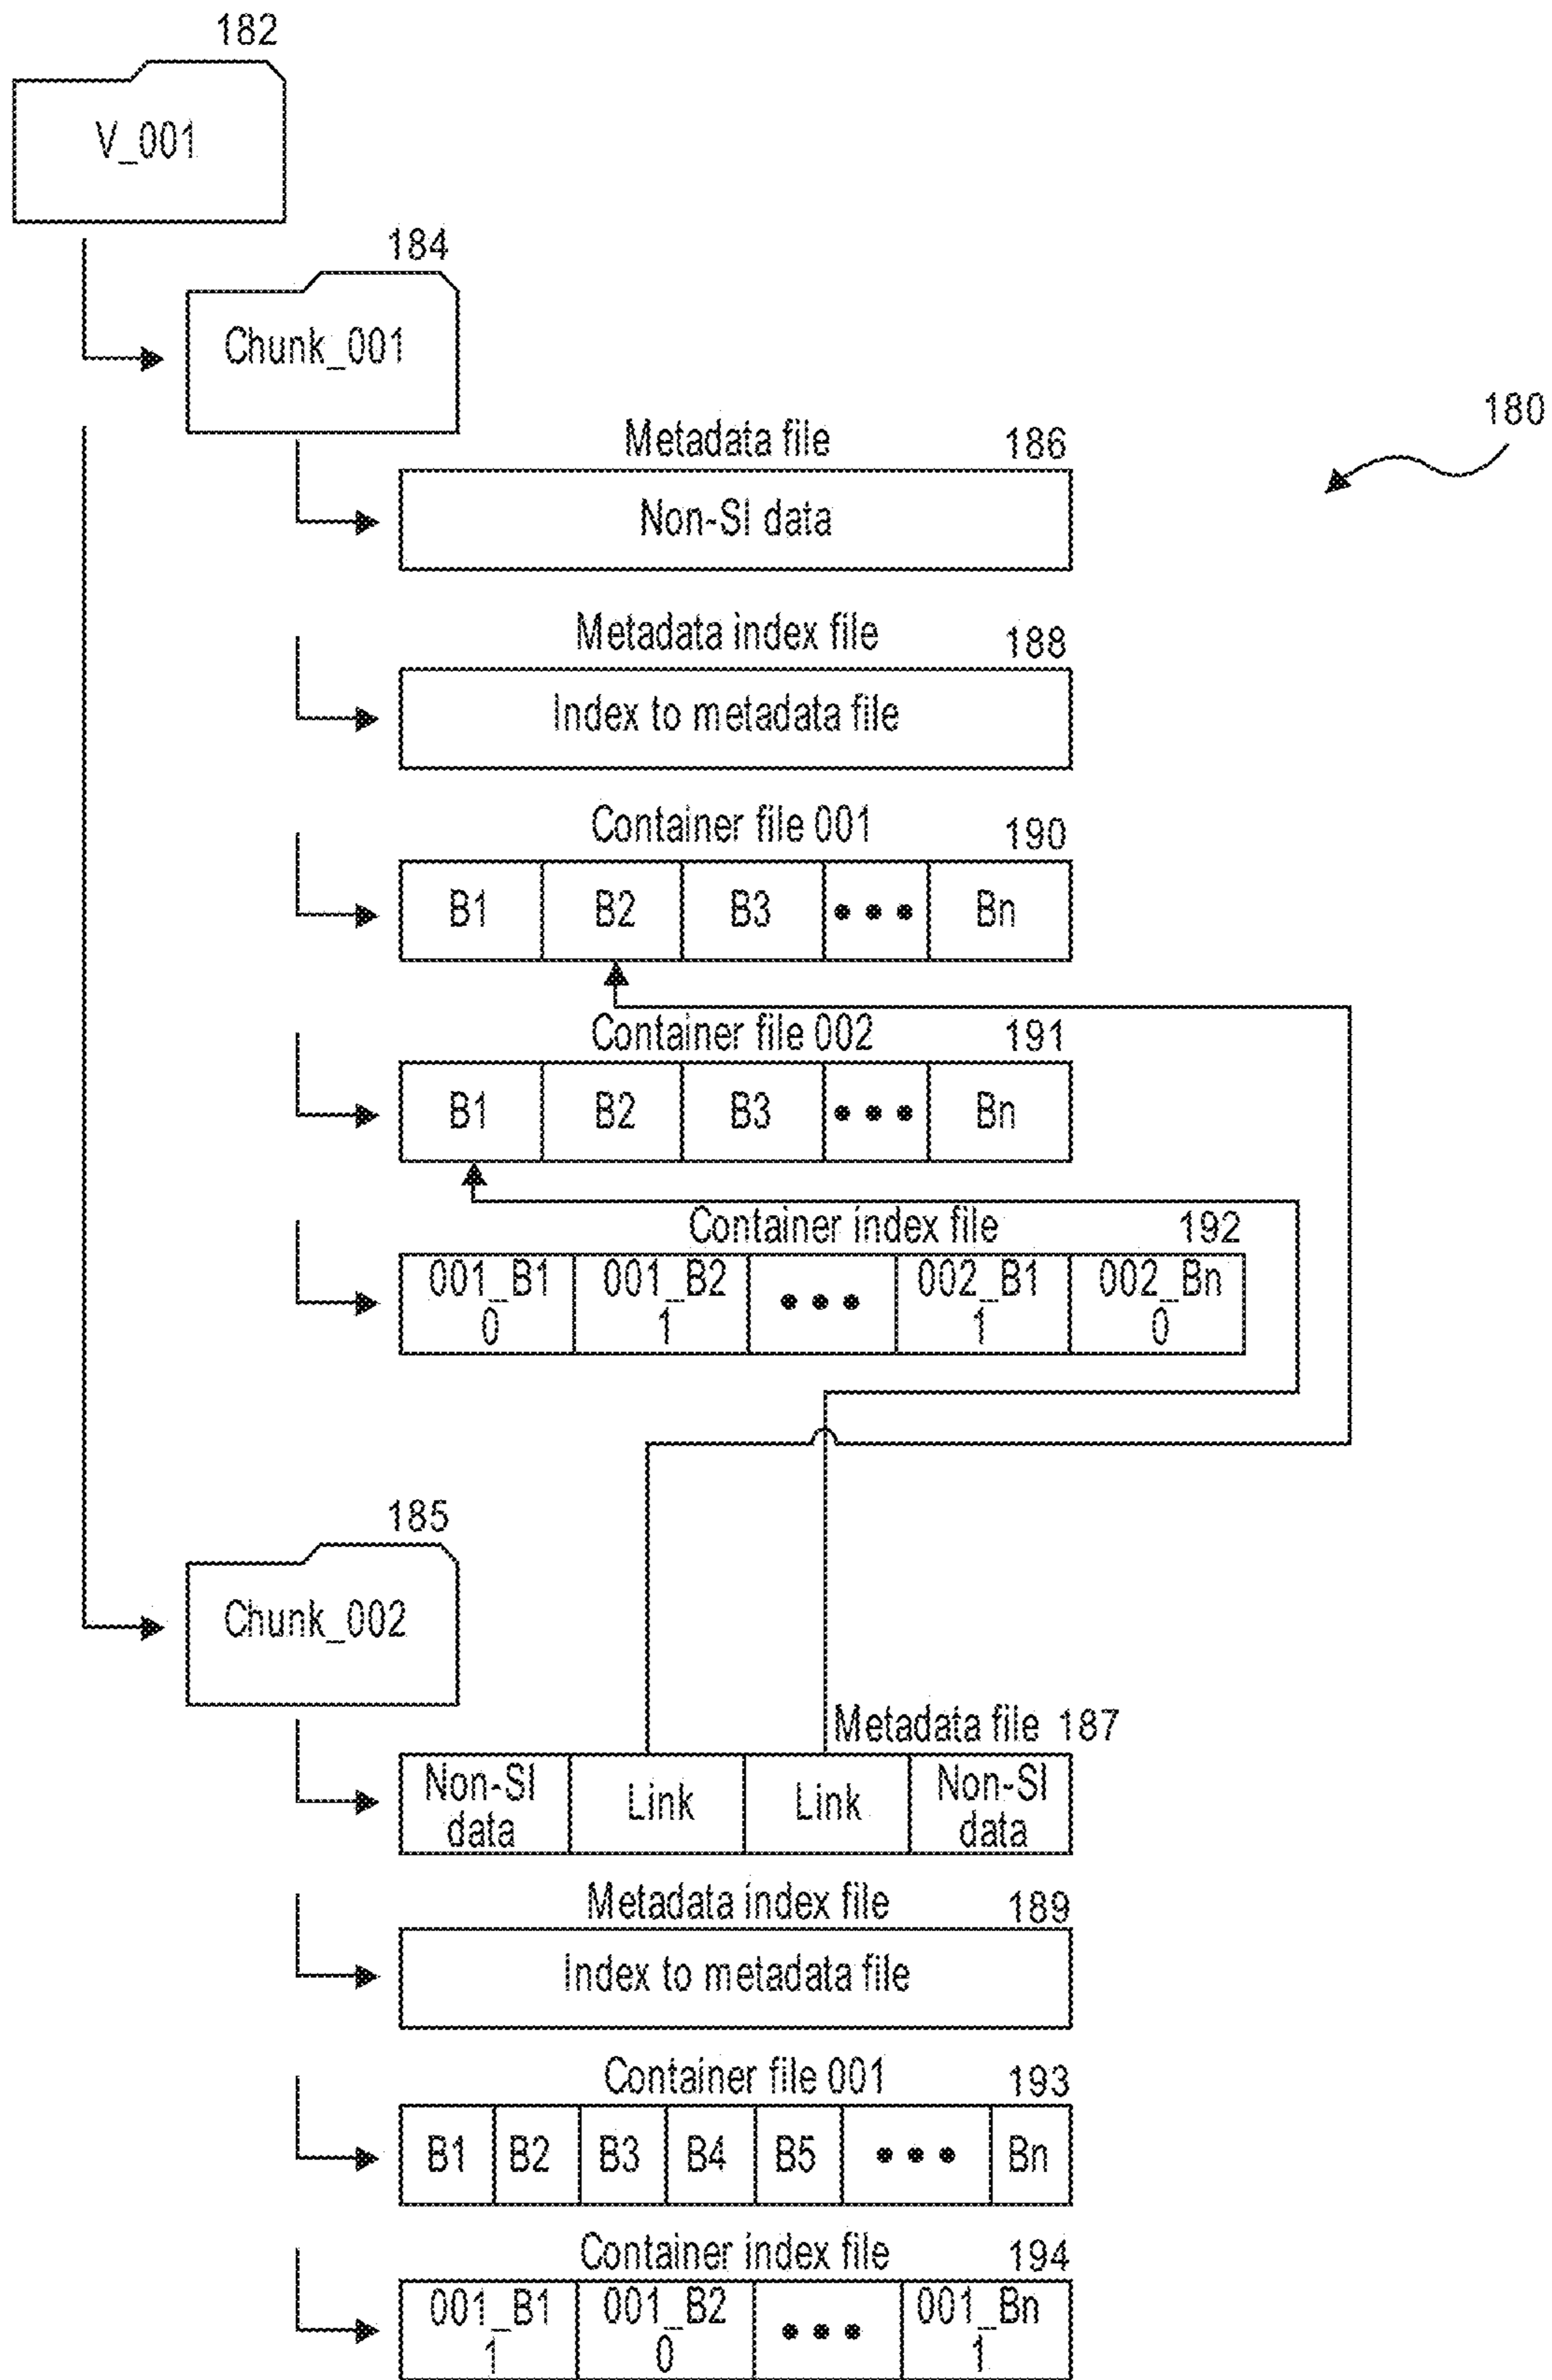 182
V_001
184
Chunk_001
180
Metadata file 186
Non-SI data
Metadata index file 188
Index to metadata file
Container file 001 190
B1 B2 B3 ••• Bn
Container file 002 191
B1 B2 B3 ••• Bn
Container index file 192
001_B1 001_B2 ••• 002_B1 002_Bn
0 1 1 0
185
Chunk_002
Metadata file 187
Non-SI Link Link Non-SI
data data
Metadata index file 189
Index to metadata file
Container file 001 193
B1 B2 B3 B4 B5 ••• Bn
Container index file 194
001_B1 001_B2 ••• 001_Bn
1 0 1